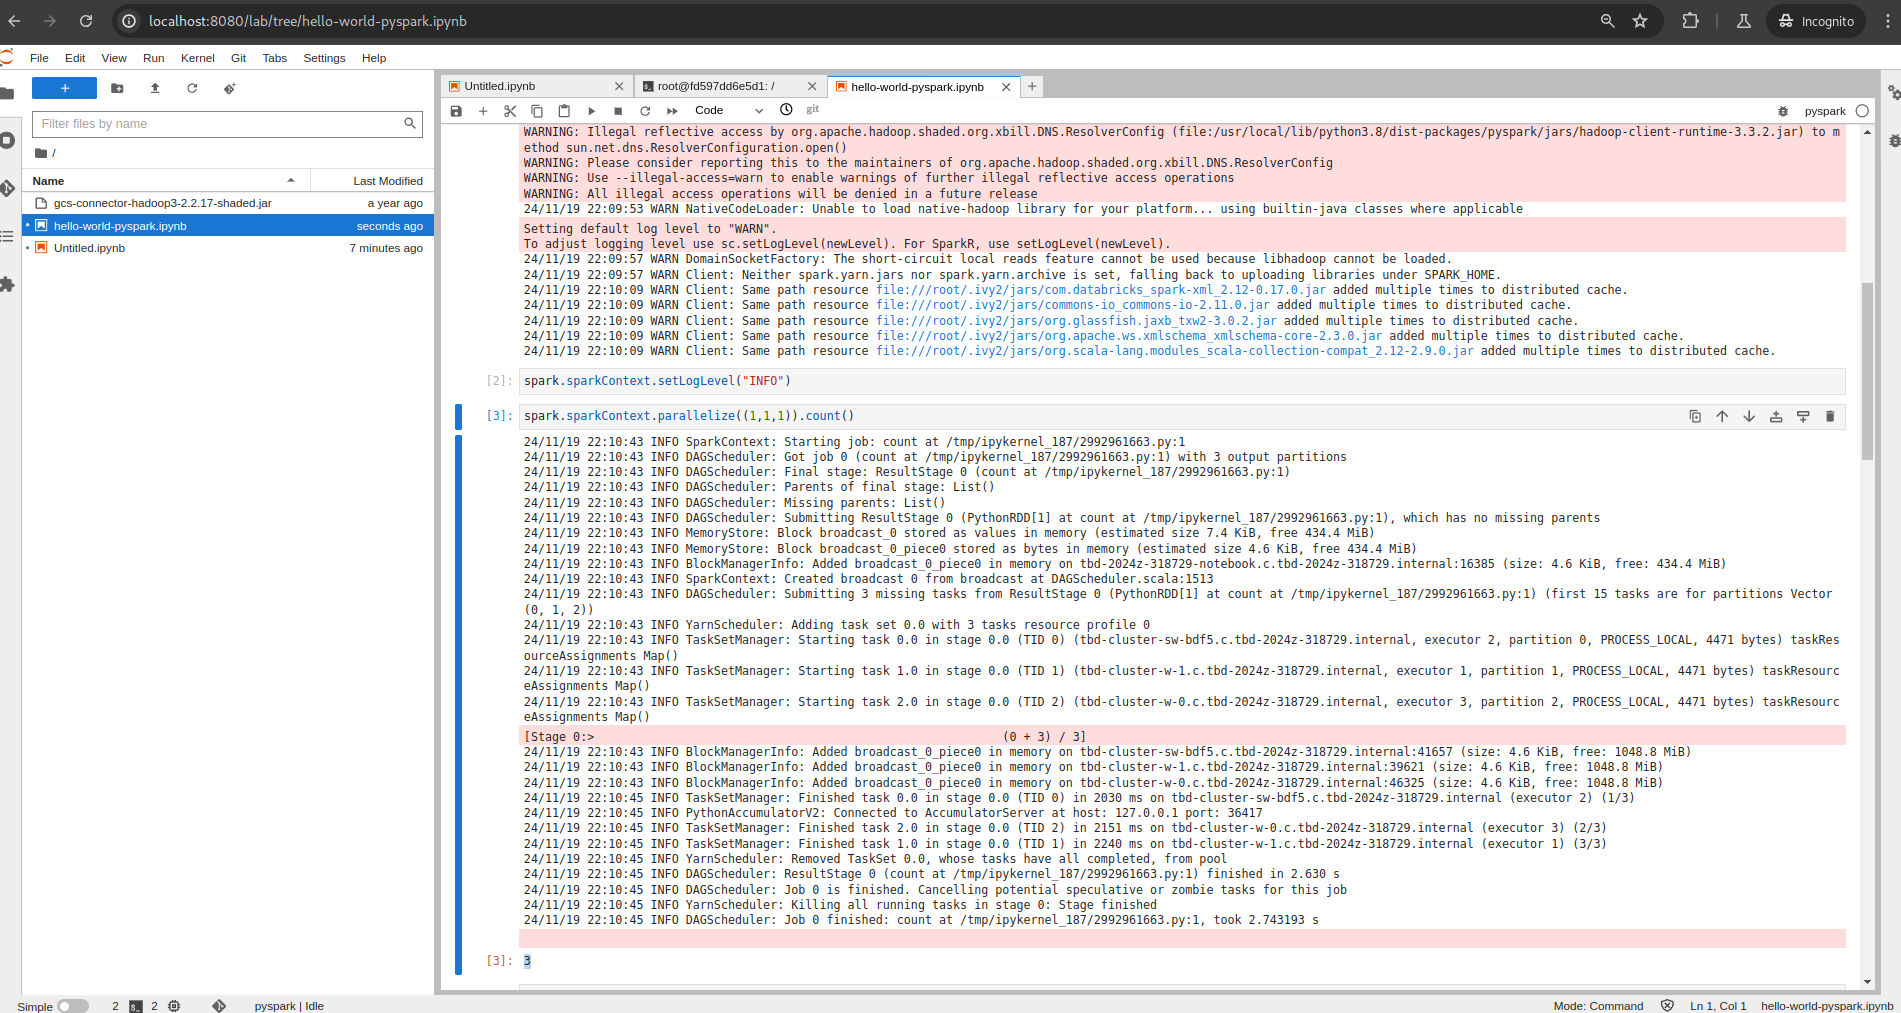 localhost:8080/lab/tree/hello-world-pyspark.ipynb
Incognito
File Edit View Run Kernel Git Tabs Settings Help
+
Filter files by name
/
Name Last Modified
gcs-connector-hadoop3-2.2.17-shaded.jar a year ago
hello-world-pyspark.ipynb seconds ago
Untitled.ipynb 7 minutes ago
Untitled.ipynb root@fd597dd6e5d1: / hello-world-pyspark.ipynb
Code git pyspark
WARNING: Illegal reflective access by org.apache.hadoop.shaded.org.xbill.DNS.ResolverConfig (file:/usr/local/lib/python3.8/dist-packages/pyspark/jars/hadoop-client-runtime-3.3.2.jar) to m
ethod sun.net.dns.ResolverConfiguration.open()
WARNING: Please consider reporting this to the maintainers of org.apache.hadoop.shaded.org.xbill.DNS.ResolverConfig
WARNING: Use --illegal-access=warn to enable warnings of further illegal reflective access operations
WARNING: All illegal access operations will be denied in a future release
24/11/19 22:09:53 WARN NativeCodeLoader: Unable to load native-hadoop library for your platform... using builtin-java classes where applicable
Setting default log level to "WARN".
To adjust logging level use sc.setLogLevel(newLevel). For SparkR, use setLogLevel(newLevel).
24/11/19 22:09:57 WARN DomainSocketFactory: The short-circuit local reads feature cannot be used because libhadoop cannot be loaded.
24/11/19 22:09:57 WARN Client: Neither spark.yarn.jars nor spark.yarn.archive is set, falling back to uploading libraries under SPARK_HOME.
24/11/19 22:10:09 WARN Client: Same path resource file:///root/.ivy2/jars/com.databricks_spark-xml_2.12-0.17.0.jar added multiple times to distributed cache.
24/11/19 22:10:09 WARN Client: Same path resource file:///root/.ivy2/jars/commons-io_commons-io-2.11.0.jar added multiple times to distributed cache.
24/11/19 22:10:09 WARN Client: Same path resource file:///root/.ivy2/jars/org.glassfish.jaxb_txw2-3.0.2.jar added multiple times to distributed cache.
24/11/19 22:10:09 WARN Client: Same path resource file:///root/.ivy2/jars/org.apache.ws.xmlschema_xmlschema-core-2.3.0.jar added multiple times to distributed cache.
24/11/19 22:10:09 WARN Client: Same path resource file:///root/.ivy2/jars/org.scala-lang.modules_scala-collection-compat_2.12-2.9.0.jar added multiple times to distributed cache.
[2]: spark.sparkContext.setLogLevel("INFO")
[3]: spark.sparkContext.parallelize((1,1,1)).count()
24/11/19 22:10:43 INFO SparkContext: Starting job: count at /tmp/ipykernel_187/2992961663.py:1
24/11/19 22:10:43 INFO DAGScheduler: Got job 0 (count at /tmp/ipykernel_187/2992961663.py:1) with 3 output partitions
24/11/19 22:10:43 INFO DAGScheduler: Final stage: ResultStage 0 (count at /tmp/ipykernel_187/2992961663.py:1)
24/11/19 22:10:43 INFO DAGScheduler: Parents of final stage: List()
24/11/19 22:10:43 INFO DAGScheduler: Missing parents: List()
24/11/19 22:10:43 INFO DAGScheduler: Submitting ResultStage 0 (PythonRDD[1] at count at /tmp/ipykernel_187/2992961663.py:1), which has no missing parents
24/11/19 22:10:43 INFO MemoryStore: Block broadcast_0 stored as values in memory (estimated size 7.4 KiB, free 434.4 MiB)
24/11/19 22:10:43 INFO MemoryStore: Block broadcast_0_piece0 stored as bytes in memory (estimated size 4.6 KiB, free 434.4 MiB)
24/11/19 22:10:43 INFO BlockManagerInfo: Added broadcast_0_piece0 in memory on tbd-2024z-318729-notebook.c.tbd-2024z-318729.internal:16385 (size: 4.6 KiB, free: 434.4 MiB)
24/11/19 22:10:43 INFO SparkContext: Created broadcast 0 from broadcast at DAGScheduler.scala:1513
24/11/19 22:10:43 INFO DAGScheduler: Submitting 3 missing tasks from ResultStage 0 (PythonRDD[1] at count at /tmp/ipykernel_187/2992961663.py:1) (first 15 tasks are for partitions Vector
(0, 1, 2))
24/11/19 22:10:43 INFO YarnScheduler: Adding task set 0.0 with 3 tasks resource profile 0
24/11/19 22:10:43 INFO TaskSetManager: Starting task 0.0 in stage 0.0 (TID 0) (tbd-cluster-sw-bdf5.c.tbd-2024z-318729.internal, executor 2, partition 0, PROCESS_LOCAL, 4471 bytes) taskRes
ourceAssignments Map()
24/11/19 22:10:43 INFO TaskSetManager: Starting task 1.0 in stage 0.0 (TID 1) (tbd-cluster-w-1.c.tbd-2024z-318729.internal, executor 1, partition 1, PROCESS_LOCAL, 4471 bytes) taskResourc
eAssignments Map()
24/11/19 22:10:43 INFO TaskSetManager: Starting task 2.0 in stage 0.0 (TID 2) (tbd-cluster-w-0.c.tbd-2024z-318729.internal, executor 3, partition 2, PROCESS_LOCAL, 4471 bytes) taskResourc
eAssignments Map()
[Stage 0:> (0 + 3) / 3]
24/11/19 22:10:43 INFO BlockManagerInfo: Added broadcast_0_piece0 in memory on tbd-cluster-sw-bdf5.c.tbd-2024z-318729.internal:41657 (size: 4.6 KiB, free: 1048.8 MiB)
24/11/19 22:10:43 INFO BlockManagerInfo: Added broadcast_0_piece0 in memory on tbd-cluster-w-1.c.tbd-2024z-318729.internal:39621 (size: 4.6 KiB, free: 1048.8 MiB)
24/11/19 22:10:43 INFO BlockManagerInfo: Added broadcast_0_piece0 in memory on tbd-cluster-w-0.c.tbd-2024z-318729.internal:46325 (size: 4.6 KiB, free: 1048.8 MiB)
24/11/19 22:10:45 INFO TaskSetManager: Finished task 0.0 in stage 0.0 (TID 0) in 2030 ms on tbd-cluster-sw-bdf5.c.tbd-2024z-318729.internal (executor 2) (1/3)
24/11/19 22:10:45 INFO PythonAccumulatorV2: Connected to AccumulatorServer at host: 127.0.0.1 port: 36417
24/11/19 22:10:45 INFO TaskSetManager: Finished task 2.0 in stage 0.0 (TID 2) in 2151 ms on tbd-cluster-w-0.c.tbd-2024z-318729.internal (executor 3) (2/3)
24/11/19 22:10:45 INFO TaskSetManager: Finished task 1.0 in stage 0.0 (TID 1) in 2240 ms on tbd-cluster-w-1.c.tbd-2024z-318729.internal (executor 1) (3/3)
24/11/19 22:10:45 INFO YarnScheduler: Removed TaskSet 0.0, whose tasks have all completed, from pool
24/11/19 22:10:45 INFO DAGScheduler: ResultStage 0 (count at /tmp/ipykernel_187/2992961663.py:1) finished in 2.630 s
24/11/19 22:10:45 INFO DAGScheduler: Job 0 is finished. Cancelling potential speculative or zombie tasks for this job
24/11/19 22:10:45 INFO YarnScheduler: Killing all running tasks in stage 0: Stage finished
24/11/19 22:10:45 INFO DAGScheduler: Job 0 finished: count at /tmp/ipykernel_187/2992961663.py:1, took 2.743193 s
[3]: 3
Simple 2 2 pyspark | Idle Mode: Command Ln 1, Col 1 hello-world-pyspark.ipynb